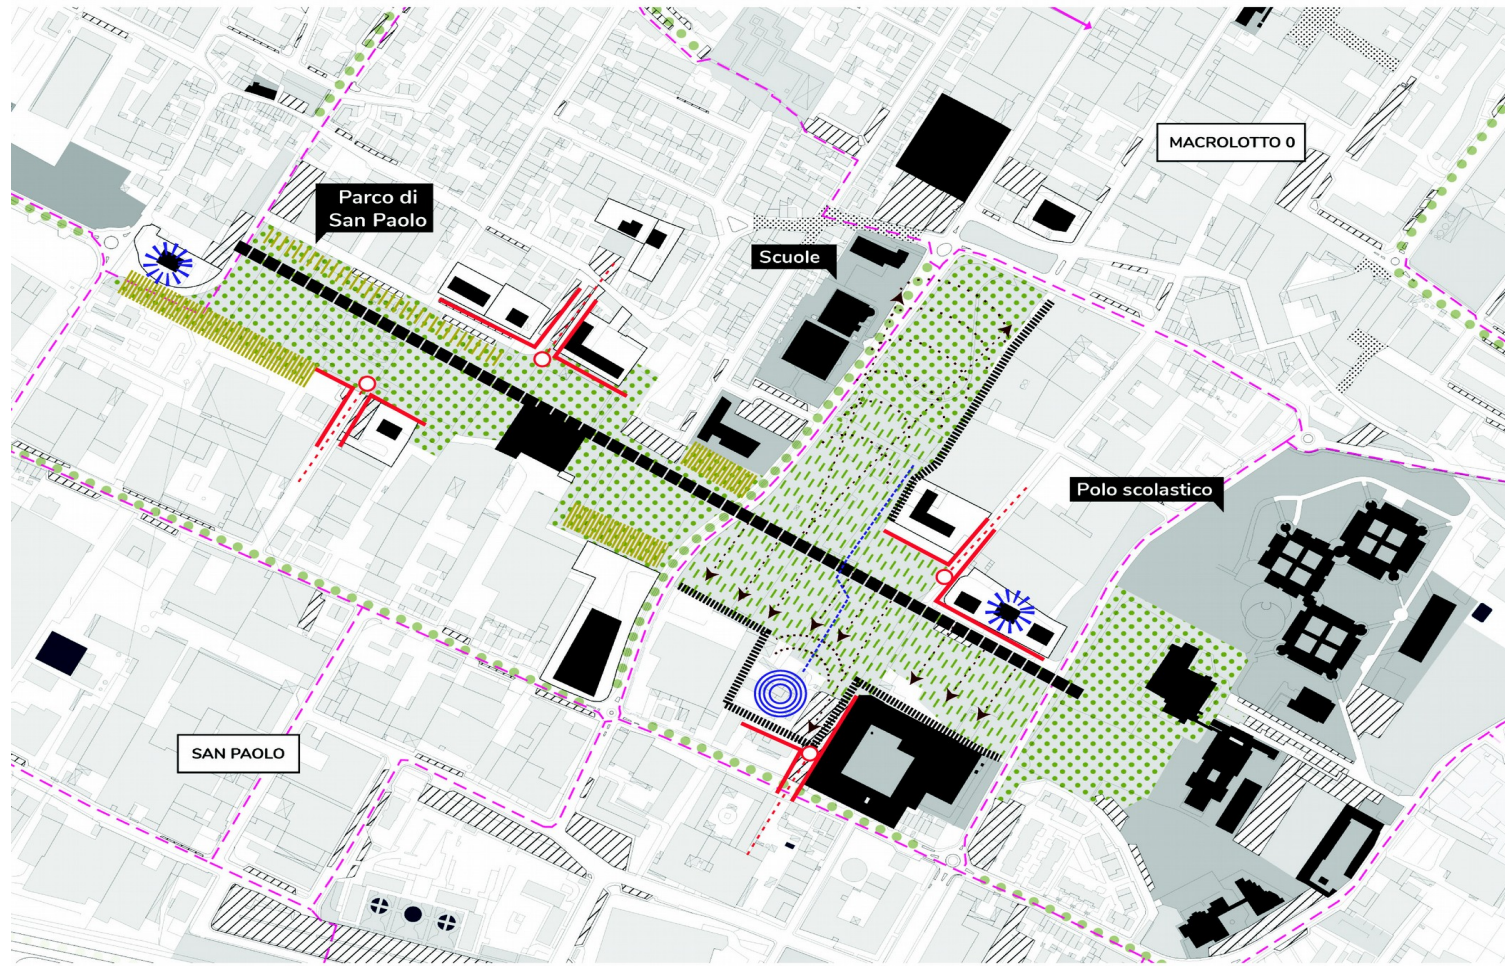 MACROLOTTO 0
Parco di
San Paolo
Scuole
Polo scolastico
SAN PAOLO